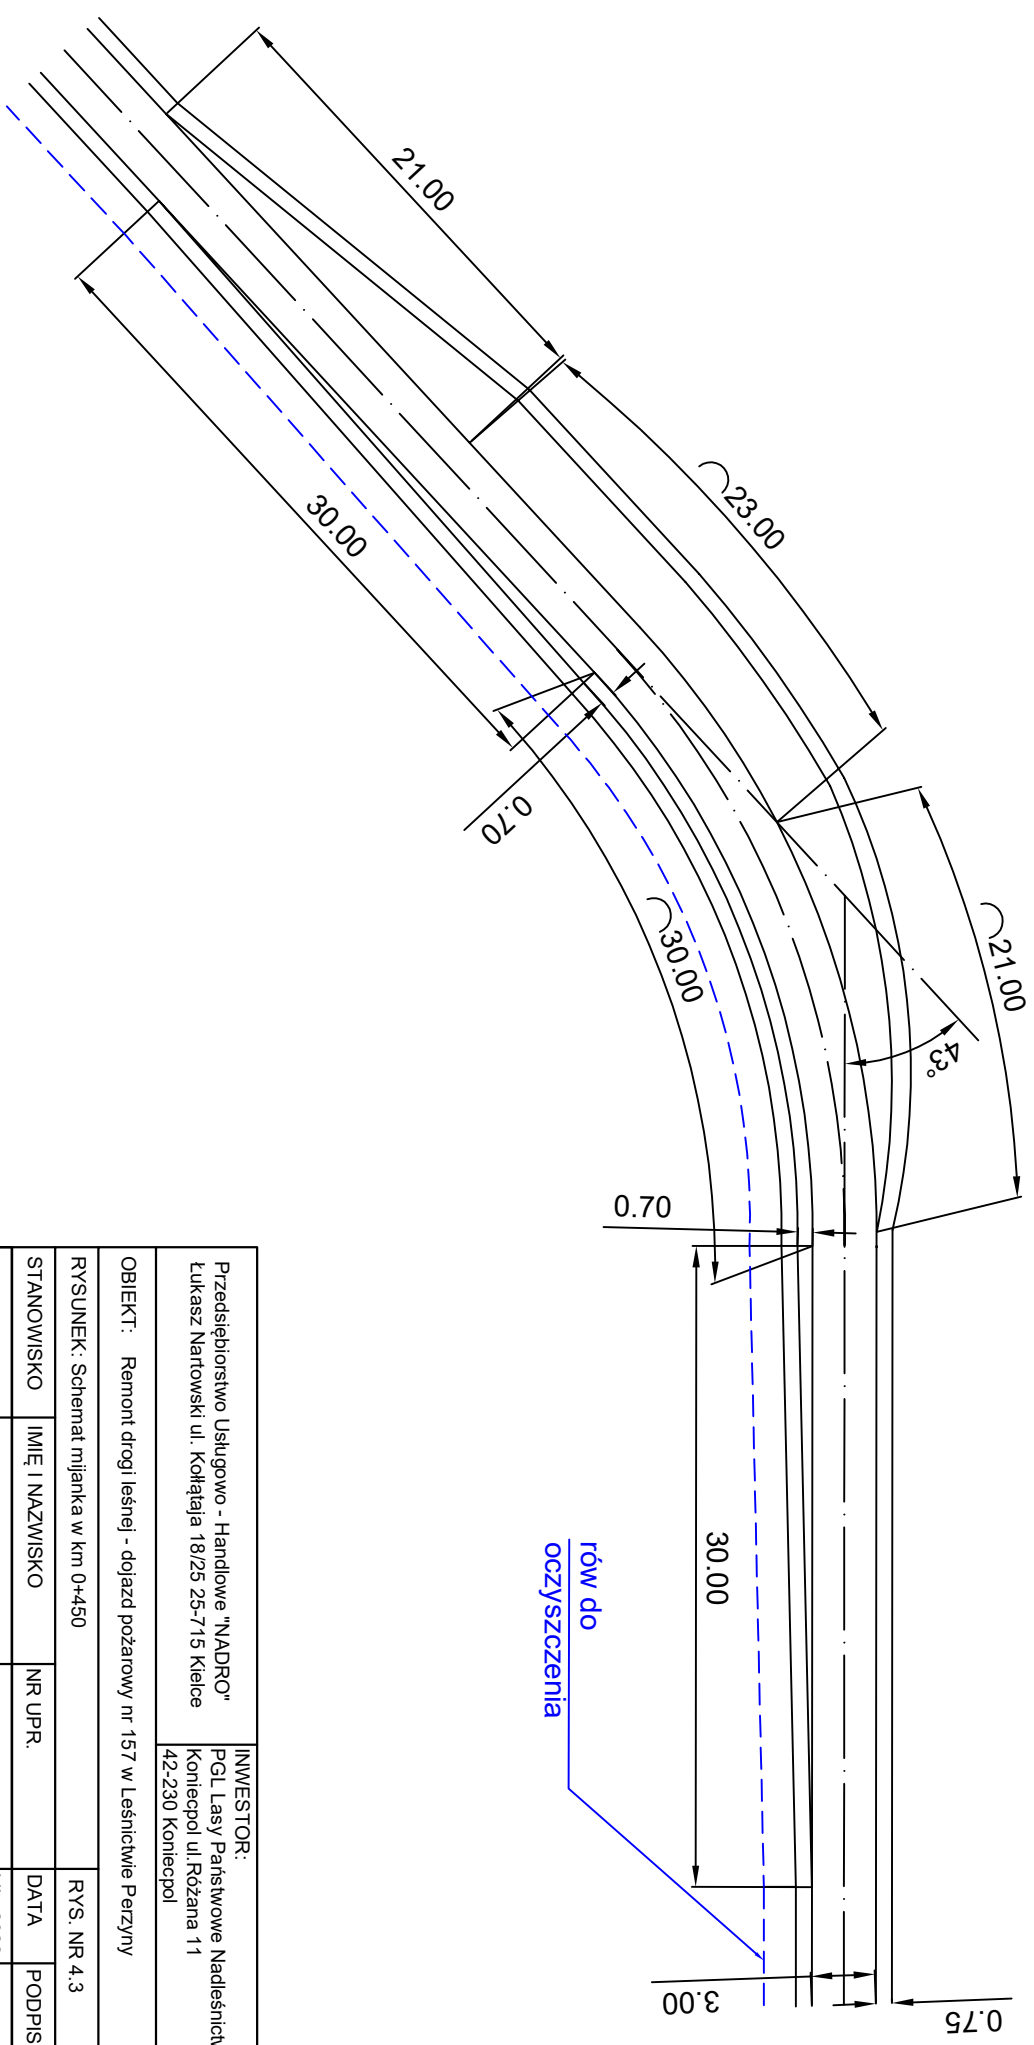 21.00
23.00
21.00
43°
30.00
0.70
30.00
0.70
30.00
3.00
0.75
rów do
oczyszczenia
Przedsiębiorstwo Usługowo - Handlowe "NADRO"
Łukasz Nartowski ul. Kołłątaja 18/25 25-715 Kielce
INWESTOR:
PGL Lasy Państwowe
Koniecpol ul.Różana 11
42-230 Koniecpol
OBIEKT: Remont drogi leśnej - dojazd pożarowy nr 157 w Leśnictwie Perzyny
RYSUNEK: Schemat mijanka w km 0+450
RYS. NR 4.3
STANOWISKO IMIĘ I NAZWISKO NR UPR. DATA PODPIS